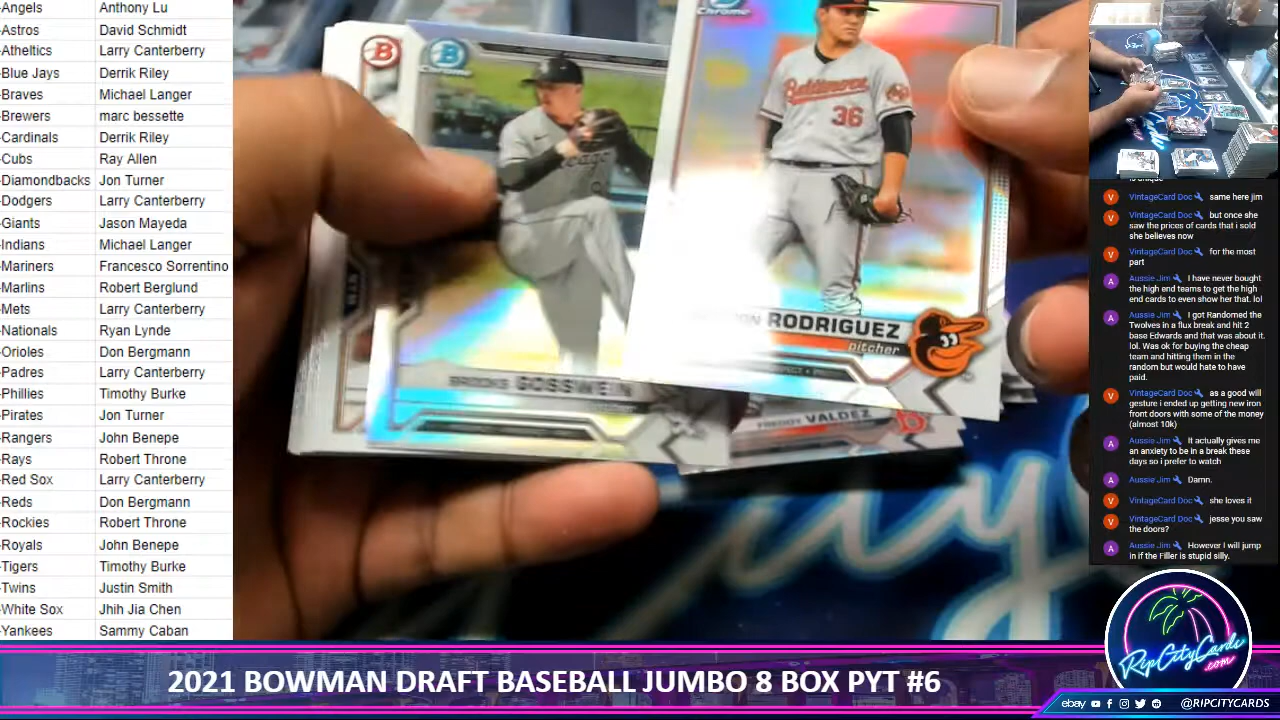 -Angels Anthony Lu
-Astros David Schmidt
-Atheltics Larry Canterberry
-Blue Jays Derrik Riley
-Braves Michael Langer
-Brewers marc bessette
-Cardinals Derrik Riley
-Cubs Ray Allen
-Diamondbacks Jon Turner
-Dodgers Larry Canterberry
-Giants Jason Mayeda
-Indians Michael Langer
-Mariners Francesco Sorrentino
-Marlins Robert Berglund
-Mets Larry Canterberry
-Nationals Ryan Lynde
-Orioles Don Bergmann
-Padres Larry Canterberry
-Phillies Timothy Burke
-Pirates Jon Turner
-Rangers John Benepe
-Rays Robert Throne
-Red Sox Larry Canterberry
-Reds Don Bergmann
-Rockies Robert Throne
-Royals John Benepe
-Tigers Timothy Burke
-Twins Justin Smith
-White Sox Jhih Jia Chen
-Yankees Sammy Caban
B
B
Chrome
BROOKS GOSSWEIN
Chrome
Baltimore
36
RODRIGUEZ
pitcher
FREDDY VALDEZ
is unique
V VintageCard Doc same here jim
V VintageCard Doc but once she
saw the prices of cards that i sold
she believes now
V VintageCard Doc for the most
part
A Aussie Jim I have never bought
the high end teams to get the high
end cards to even show her that. lol
A Aussie Jim I got Randomed the
Twolves in a flux break and hit 2
base Edwards and that was about it.
lol. Was ok for buying the cheap
team and hitting them in the
random but would hate to have
paid.
V VintageCard Doc as a good will
gesture i ended up getting new iron
front doors with some of the money
(almost 10k)
A Aussie Jim It actually gives me
an anxiety to be in a break these
days so i prefer to watch
A Aussie Jim Damn.
V VintageCard Doc she loves it
V VintageCard Doc jesse you saw
the doors?
A Aussie Jim However I will jump
in if the Filler is stupid silly.
RipCityCards
.com
2021 BOWMAN DRAFT BASEBALL JUMBO 8 BOX PYT #6
ebay @RIPCITYCARDS